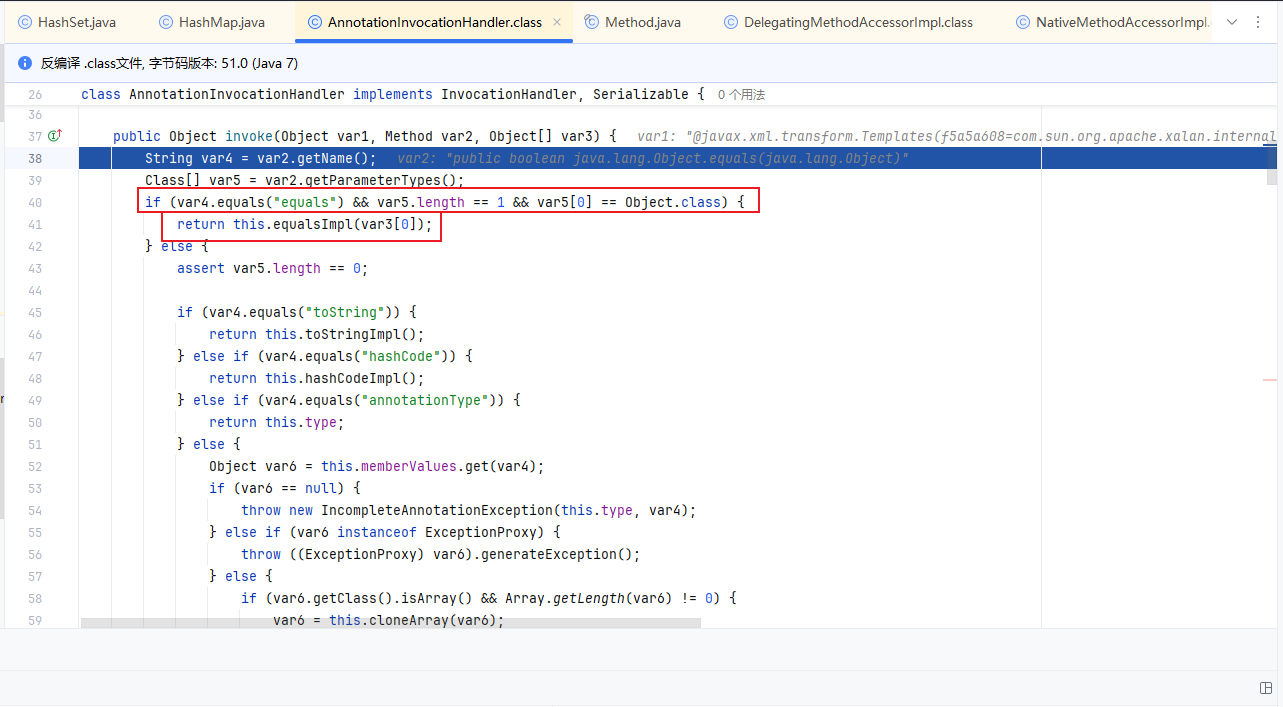 HashSet.java HashMap.java AnnotationInvocationHandler.class Method.java DelegatingMethodAccessorImpl.class NativeMethodAccessorImpl.
反编译 .class文件, 字节码版本: 51.0 (Java 7)
26 class AnnotationInvocationHandler implements InvocationHandler, Serializable { 0 个用法
36
37 public Object invoke(Object var1, Method var2, Object[] var3) { var1: "@javax.xml.transform.Templates(f5a5a608=com.sun.org.apache.xalan.internal
38 String var4 = var2.getName(); var2: "public boolean java.lang.Object.equals(java.lang.Object)"
39 Class[] var5 = var2.getParameterTypes();
40 if (var4.equals("equals") && var5.length == 1 && var5[0] == Object.class) {
41 return this.equalsImpl(var3[0]);
42 } else {
43 assert var5.length == 0;
44
45 if (var4.equals("toString")) {
46 return this.toStringImpl();
47 } else if (var4.equals("hashCode")) {
48 return this.hashCodeImpl();
49 } else if (var4.equals("annotationType")) {
50 return this.type;
51 } else {
52 Object var6 = this.memberValues.get(var4);
53 if (var6 == null) {
54 throw new IncompleteAnnotationException(this.type, var4);
55 } else if (var6 instanceof ExceptionProxy) {
56 throw ((ExceptionProxy) var6).generateException();
57 } else {
58 if (var6.getClass().isArray() && Array.getLength(var6) != 0) {
59 var6 = this.cloneArray(var6);